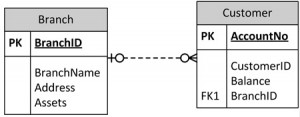 Branch
PK BranchID
BranchName
Address
Assets
Customer
PK AccountNo
CustomerID
Balance
FK1 BranchID